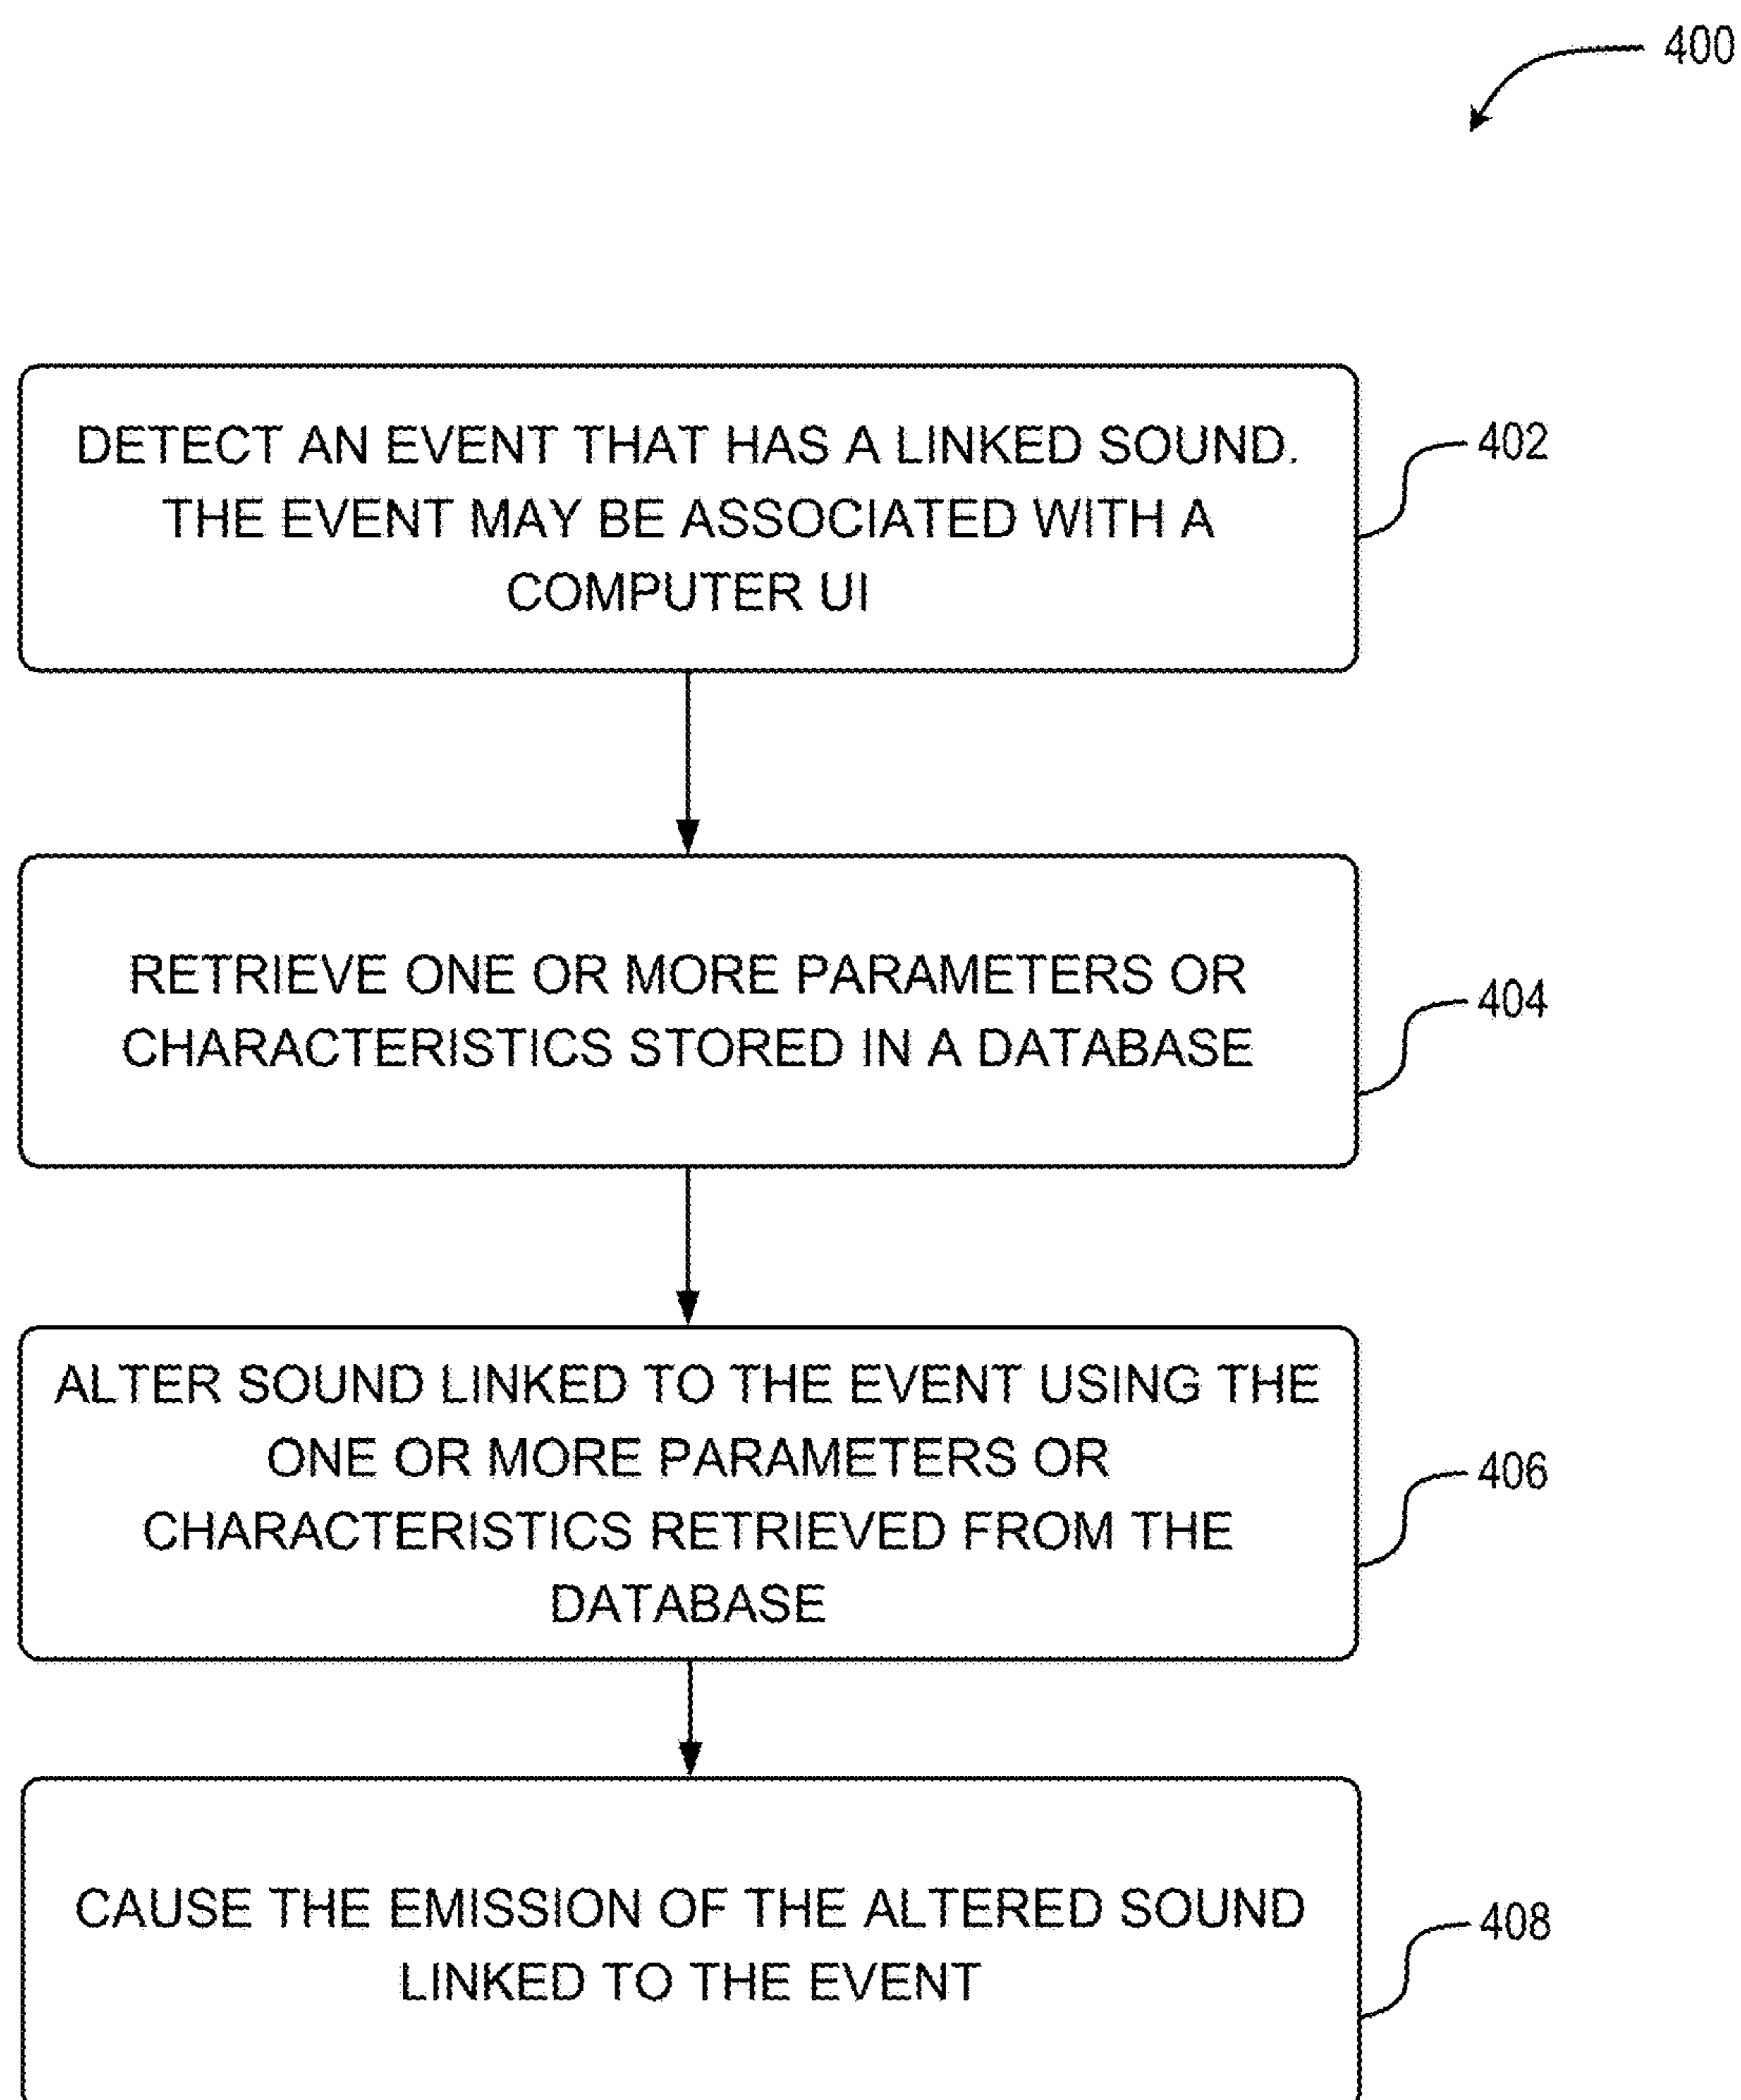 400
DETECT AN EVENT THAT HAS A LINKED SOUND.
THE EVENT MAY BE ASSOCIATED WITH A
COMPUTER UI
402
RETRIEVE ONE OR MORE PARAMETERS OR
CHARACTERISTICS STORED IN A DATABASE
404
ALTER SOUND LINKED TO THE EVENT USING THE
ONE OR MORE PARAMETERS OR
CHARACTERISTICS RETRIEVED FROM THE
DATABASE
406
CAUSE THE EMISSION OF THE ALTERED SOUND
LINKED TO THE EVENT
408